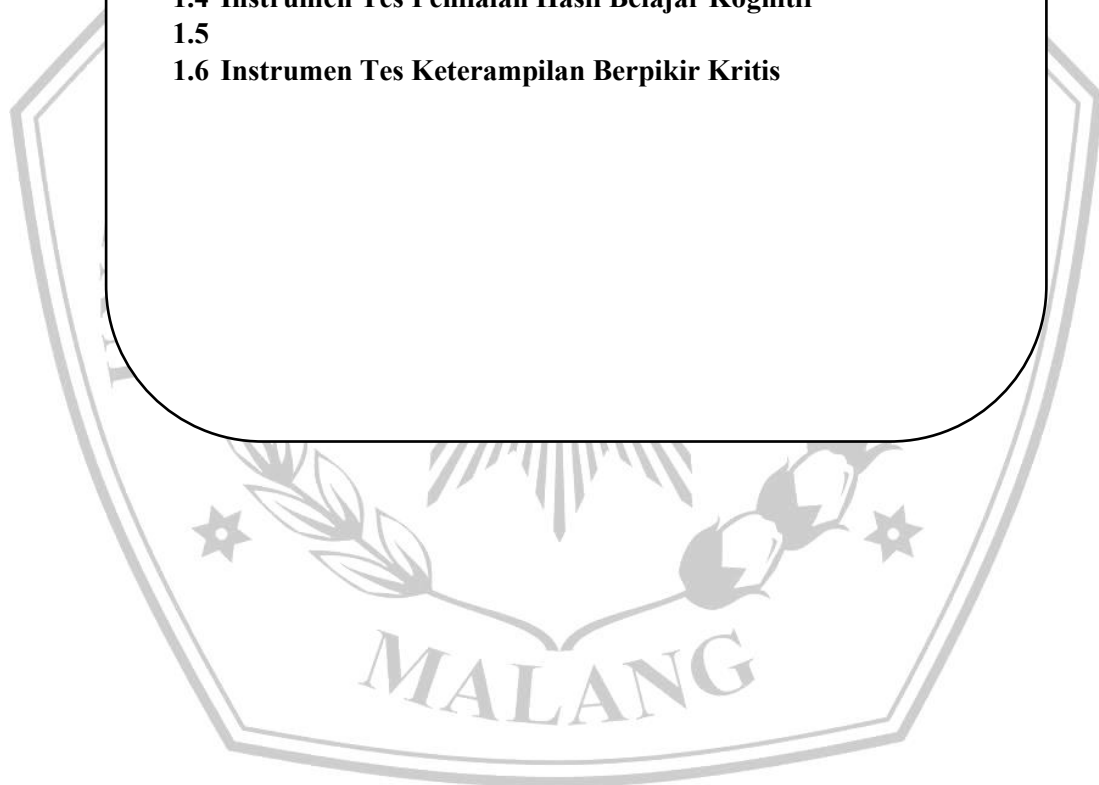 1.4 Instrumen Tes Penilaian Hasil Belajar Kognitif
1.5
1.6 Instrumen Tes Keterampilan Berpikir Kritis
MALANG